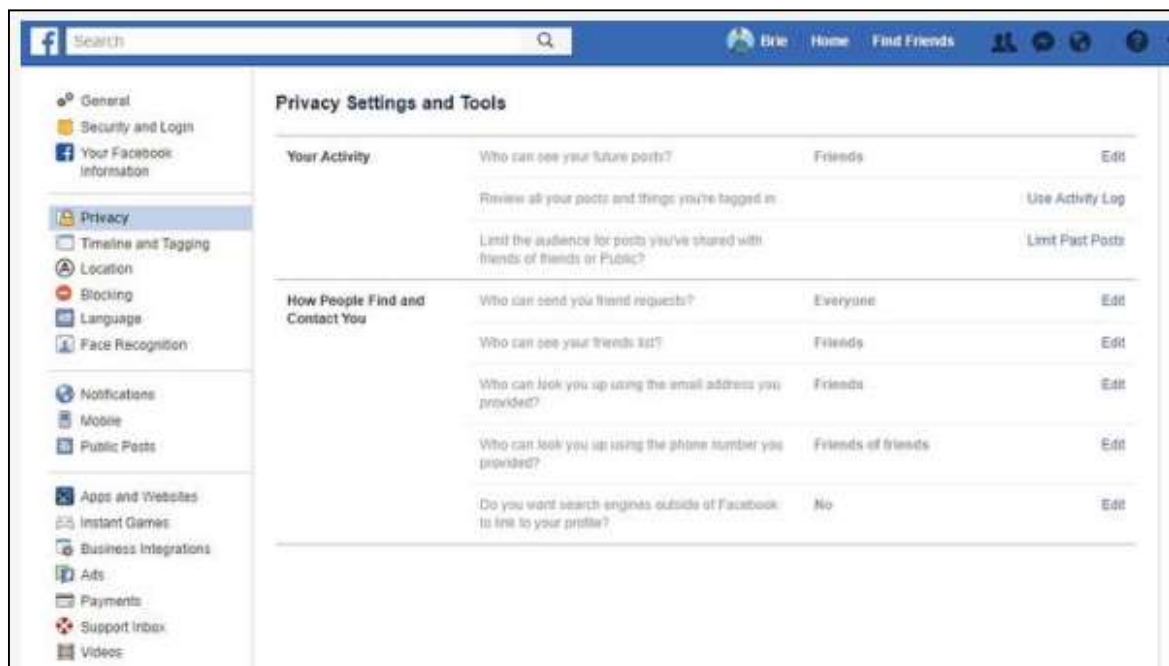 f Search Brie Home Find Friends
General
Security and Login
Your Facebook
Information
Privacy
Timeline and Tagging
Location
Blocking
Language
Face Recognition
Notifications
Mobile
Public Posts
Apps and Websites
Instant Games
Business Integrations
Ads
Payments
Support Inbox
Videos
Privacy Settings and Tools
Your Activity
Who can see your future posts? Friends Edit
Review all your posts and things you're tagged in Use Activity Log
Limit the audience for posts you've shared with
friends of friends or Public? Limit Past Posts
How People Find and
Contact You
Who can send you friend requests? Everyone Edit
Who can see your friends list? Friends Edit
Who can look you up using the email address you
provided? Friends Edit
Who can look you up using the phone number you
provided? Friends of friends Edit
Do you want search engines outside of Facebook
to link to your profile? No Edit